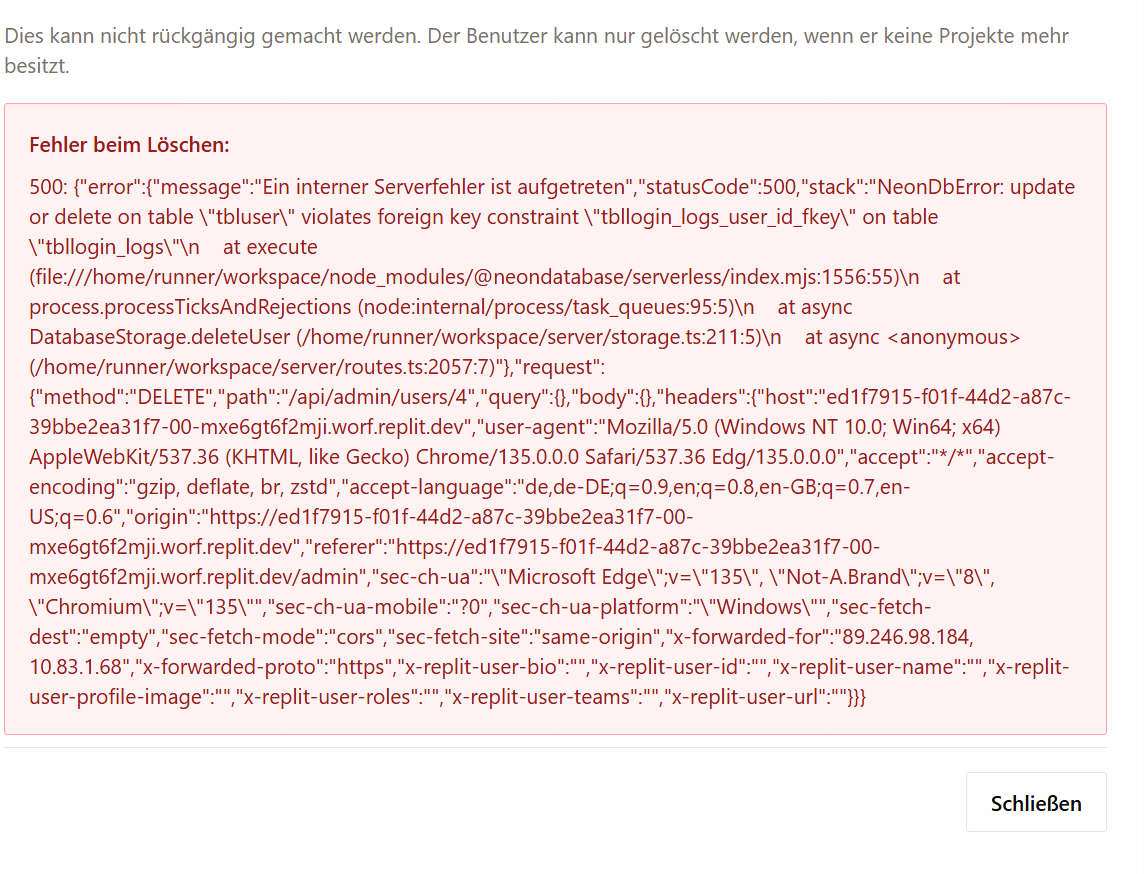 Dies kann nicht rückgängig gemacht werden. Der Benutzer kann nur gelöscht werden, wenn er keine Projekte mehr
besitzt.
Fehler beim Löschen:
500: {"error":{"message":"Ein interner Serverfehler ist aufgetreten","statusCode":500,"stack":"NeonDbError: update
or delete on table \"tbluser\" violates foreign key constraint \"tbllogin_logs_user_id_fkey\" on table
\"tbllogin_logs\"\n    at execute
(file:///home/runner/workspace/node_modules/@neondatabase/serverless/index.mjs:1556:55)\n    at
process.processTicksAndRejections (node:internal/process/task_queues:95:5)\n    at async
DatabaseStorage.deleteUser (/home/runner/workspace/server/storage.ts:211:5)\n    at async <anonymous>
(/home/runner/workspace/server/routes.ts:2057:7)"},"request":
{"method":"DELETE","path":"/api/admin/users/4","query":{},"body":{},"headers":{"host":"ed1f7915-f01f-44d2-a87c-
39bbe2ea31f7-00-mxe6gt6f2mji.worf.replit.dev","user-agent":"Mozilla/5.0 (Windows NT 10.0; Win64; x64)
AppleWebKit/537.36 (KHTML, like Gecko) Chrome/135.0.0.0 Safari/537.36 Edg/135.0.0.0","accept":"*/*","accept-
encoding":"gzip, deflate, br, zstd","accept-language":"de,de-DE;q=0.9,en;q=0.8,en-GB;q=0.7,en-
US;q=0.6","origin":"https://ed1f7915-f01f-44d2-a87c-39bbe2ea31f7-00-
mxe6gt6f2mji.worf.replit.dev","referer":"https://ed1f7915-f01f-44d2-a87c-39bbe2ea31f7-00-
mxe6gt6f2mji.worf.replit.dev/admin","sec-ch-ua":"\"Microsoft Edge\";v=\"135\", \"Not-A.Brand\";v=\"8\",
\"Chromium\";v=\"135\"","sec-ch-ua-mobile":"?0","sec-ch-ua-platform":"\"Windows\"","sec-fetch-
dest":"empty","sec-fetch-mode":"cors","sec-fetch-site":"same-origin","x-forwarded-for":"89.246.98.184,
10.83.1.68","x-forwarded-proto":"https","x-replit-user-bio":"","x-replit-user-id":"","x-replit-user-name":"","x-replit-
user-profile-image":"","x-replit-user-roles":"","x-replit-user-teams":"","x-replit-user-url":""}}}
Schließen